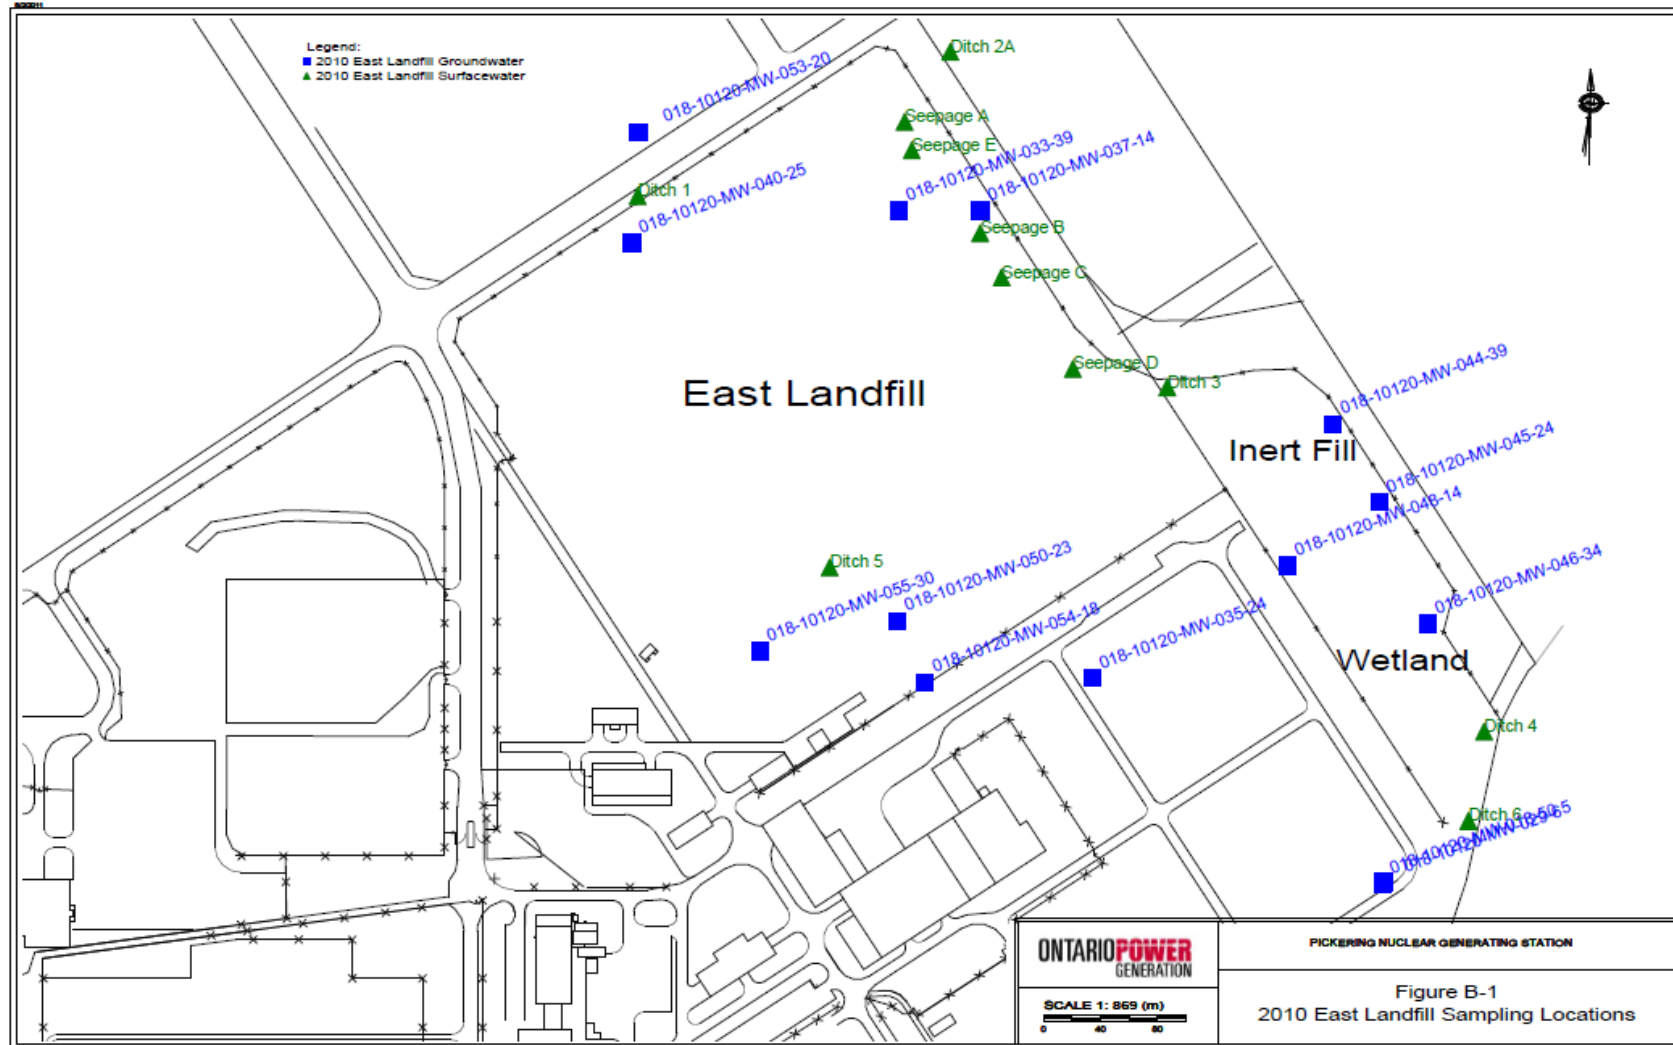 Legend:
2010 East Landfill Groundwater
2010 East Landfill Surfacewater
Ditch 2A
018-10120-MW-053-20
Seepage A
Seepage E
018-10120-MW-033-39
018-10120-MW-037-14
Ditch 1
018-10120-MW-040-25
Seepage B
Seepage C
Seepage D
Ditch 3
East Landfill
018-10120-MW-044-39
Inert Fill
018-10120-MW-045-24
018-10120-MW-048-14
Ditch 5
018-10120-MW-050-23
018-10120-MW-055-30
018-10120-MW-046-34
018-10120-MW-054-18
018-10120-MW-035-24
Wetland
Ditch 4
Ditch 6
ONTARIOPOWER
GENERATION
PICKERING NUCLEAR GENERATING STATION
SCALE 1: 869 (m)
0 40 80
Figure B-1
2010 East Landfill Sampling Locations